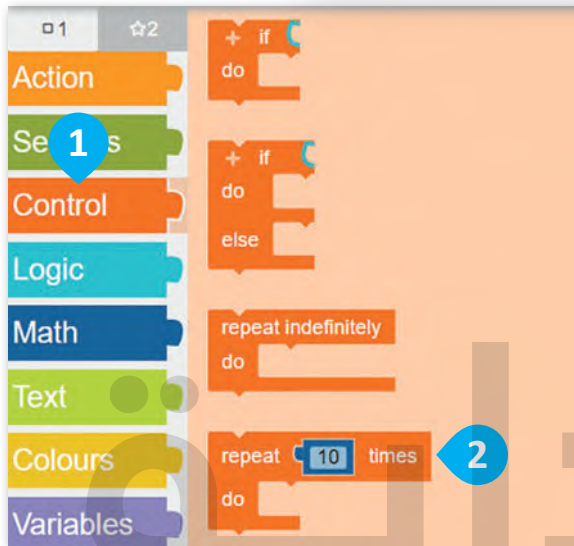 1 ☆2
Action
Se s
1
Control
Logic
Math
Text
Colours
Variables
+ if
do
+ if
do
else
repeat indefinitely
do
repeat 10 times
2
do